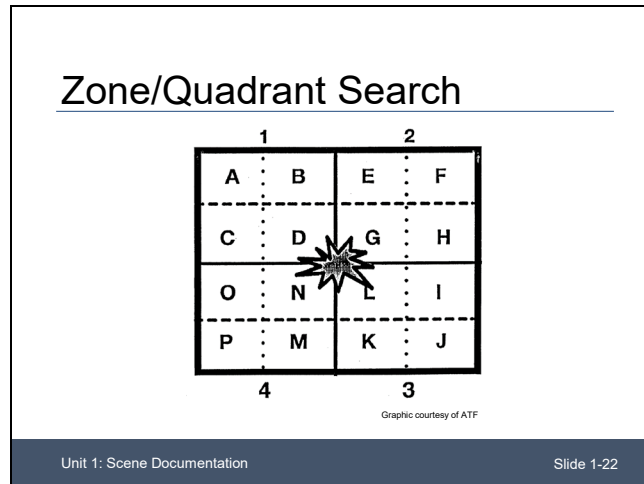 Zone/Quadrant Search
1 2
A B E F
C D G H
O N L I
P M K J
4 3
Graphic courtesy of ATF
Unit 1: Scene Documentation Slide 1-22